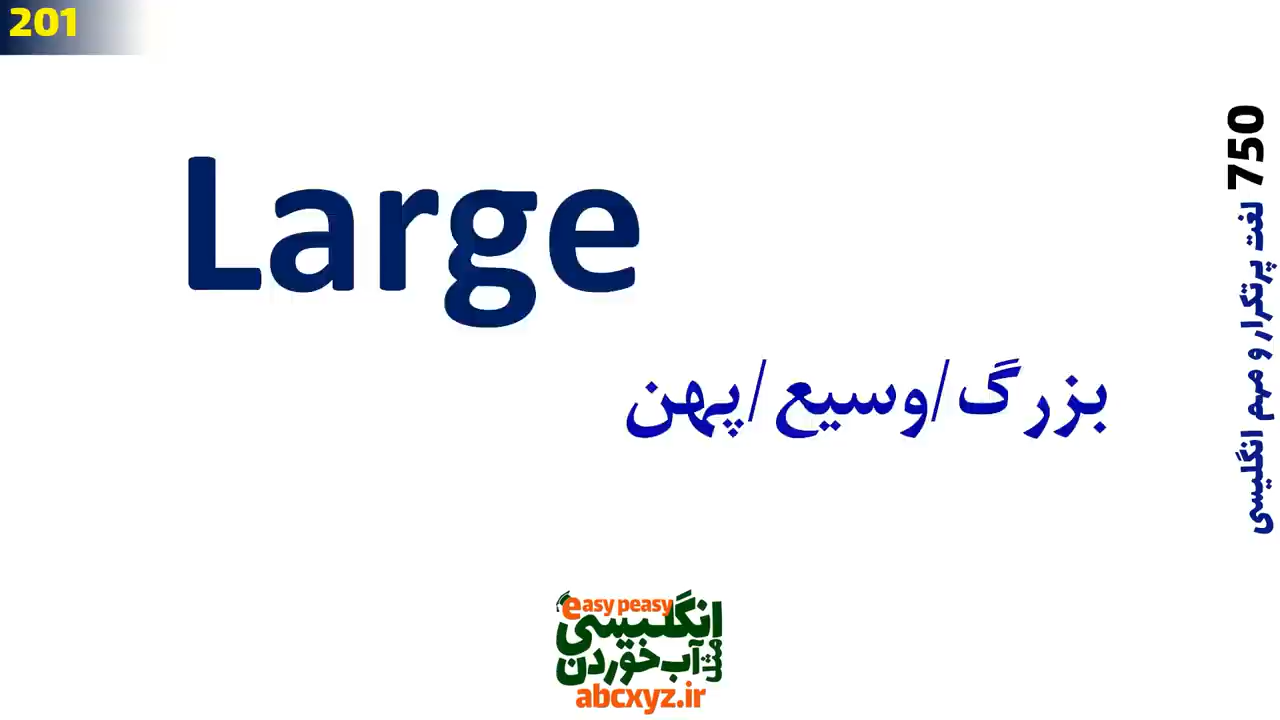 201
Large
بزرگ/وسیع/پهن
750 لغت پرتکرار و مهم انگلیسی
easy peasy
انگلیسی
مثل آب خوردن
abcxyz.ir